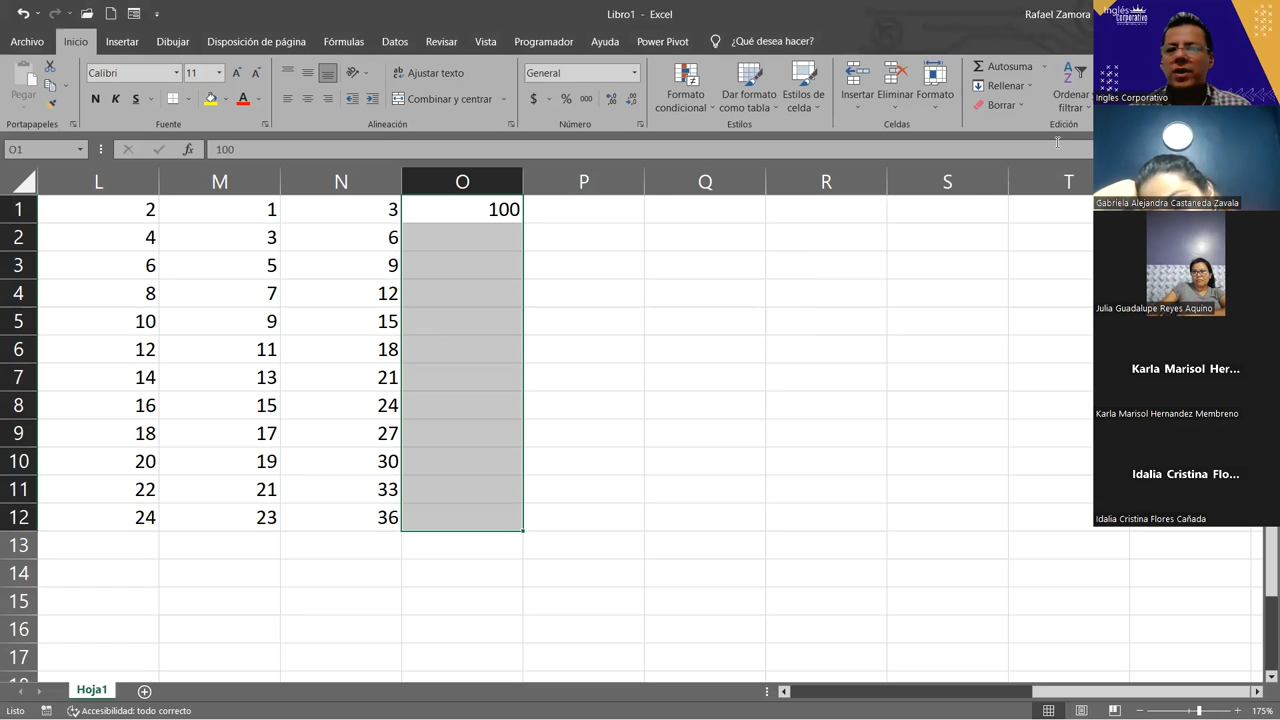 Libro1 - Excel
Rafael Zamora
Archivo Inicio Insertar Dibujar Disposición de página Fórmulas Datos Revisar Vista Programador Ayuda Power Pivot ¿Qué desea hacer?
Pegar
Calibri 11
N K S
Ajustar texto
Combinar y centrar
General
$ % 000
Formato condicional
Dar formato como tabla
Estilos de celda
Insertar
Eliminar
Formato
Autosuma
Rellenar
Borrar
Ordenar
filtrar
Portapapeles Fuente Alineación Número Estilos Celdas Edición
O1 fx 100
L M N O P Q R S T
1 2 1 3 100
2 4 3 6
3 6 5 9
4 8 7 12
5 10 9 15
6 12 11 18
7 14 13 21
8 16 15 24
9 18 17 27
10 20 19 30
11 22 21 33
12 24 23 36
13
14
15
16
17
Hoja1
Listo Accesibilidad: todo correcto 175%
Inglés
Corporativo
Ingles Corporativo
Gabriela Alejandra Castaneda Zavala
Julia Guadalupe Reyes Aquino
Karla Marisol Her...
Karla Marisol Hernandez Membreno
Idalia Cristina Flo...
Idalia Cristina Flores Cañada